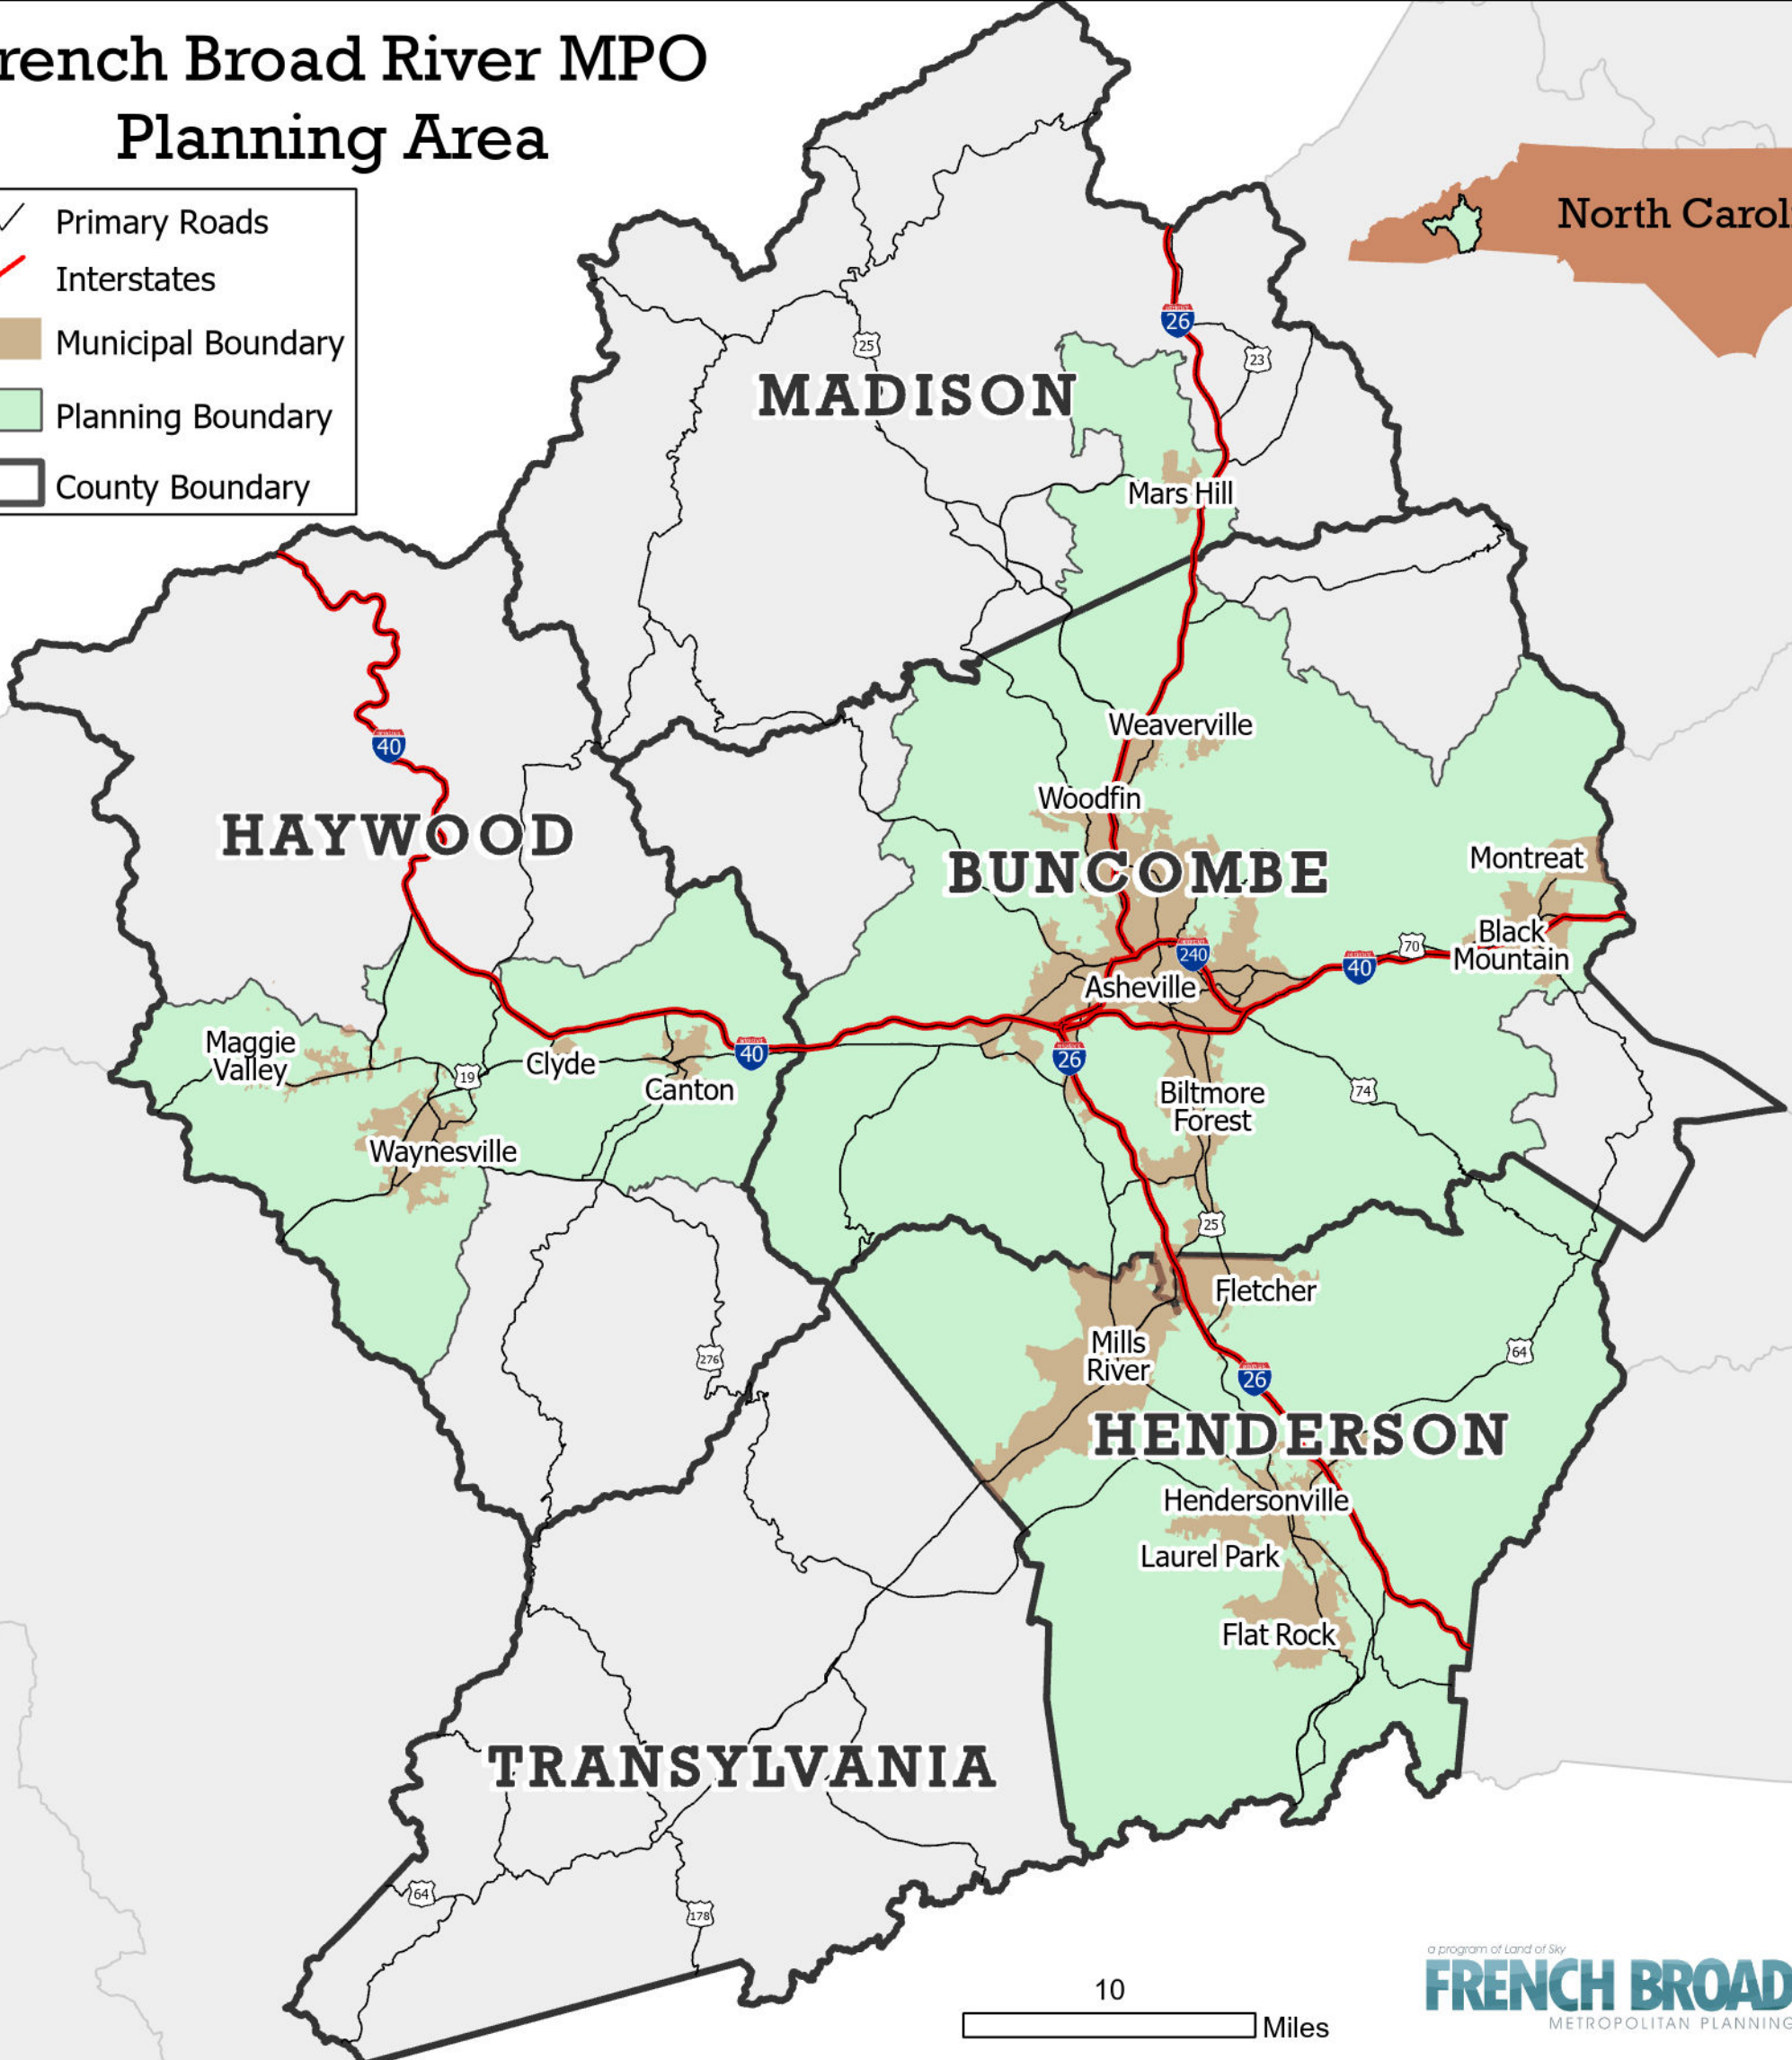 rench Broad River MPO
Planning Area
Primary Roads
Interstates
Municipal Boundary
Planning Boundary
County Boundary
North Carol
26
25
23
MADISON
Mars Hill
40
Weaverville
Woodfin
HAYWOOD
BUNCOMBE
Montreat
Black
Mountain
70
240
40
Asheville
Maggie
Valley
19
Clyde
40
Canton
26
Biltmore
Forest
74
Waynesville
25
Fletcher
Mills
River
276
64
26
HENDERSON
Hendersonville
Laurel Park
Flat Rock
TRANSYLVANIA
64
178
10
Miles
a program of Land of Sky
FRENCH BROAD
METROPOLITAN PLANNING